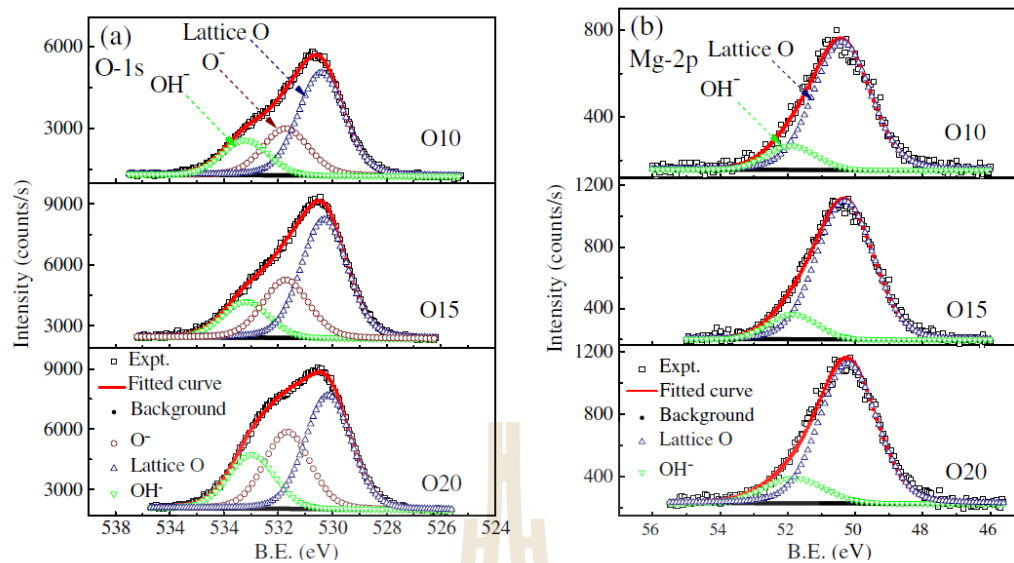 (a)
O-1s
Lattice O
O⁻
OH⁻
6000
3000
O10
9000
6000
3000
O15
9000
6000
3000
Expt.
Fitted curve
Background
O⁻
Lattice O
OH⁻
O20
538
536
534
532
530
528
526
524
B.E. (eV)
Intensity (counts/s)
(b)
Mg-2p
Lattice O
OH⁻
800
400
O10
1200
800
400
O15
1200
800
400
Expt.
Fitted curve
Background
Lattice O
OH⁻
O20
56
54
52
50
48
46
B.E. (eV)
Intensity (counts/s)